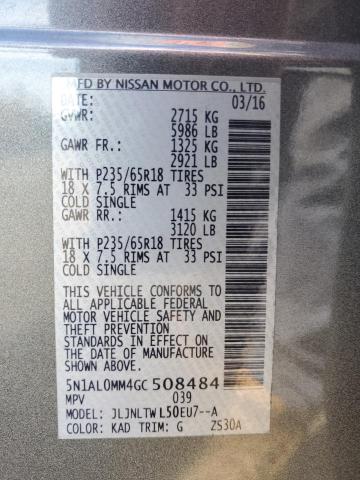 MFD BY NISSAN MOTOR CO., LTD.
03/16
GVWR: 2715 KG
5986 LB
GAWR FR.: 1325 KG
2921 LB
WITH P235/65R18 TIRES
18 X 7.5 RIMS AT 33 PSI
COLD SINGLE
GAWR RR.: 1415 KG
3120 LB
WITH P235/65R18 TIRES
18 X 7.5 RIMS AT 33 PSI
COLD SINGLE
THIS VEHICLE CONFORMS TO
ALL APPLICABLE FEDERAL
MOTOR VEHICLE SAFETY AND
THEFT PREVENTION
STANDARDS IN EFFECT ON
THE DATE OF MANUFACTURE
SHOWN ABOVE.
5N1AL0MM4GC 508484
MPV 039
MODEL: JLJNLTW L50EU7--A
COLOR: KAD TRIM: G ZS30A